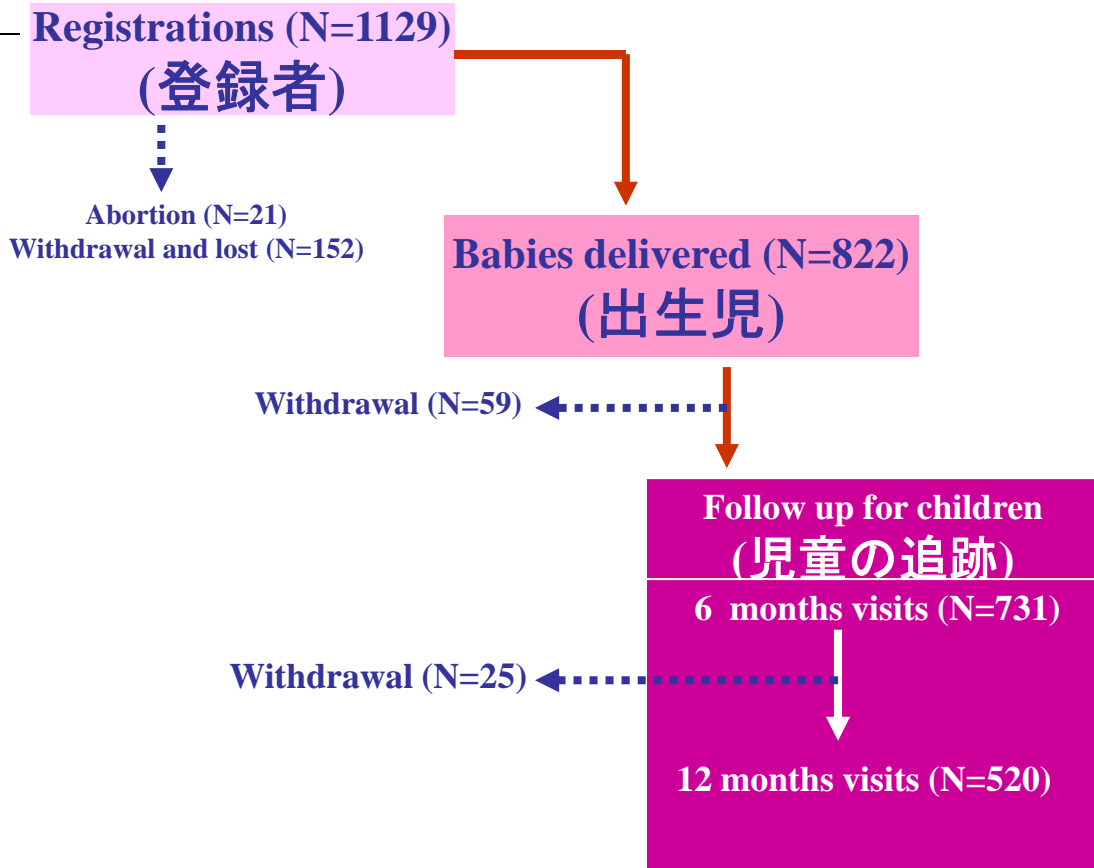 Registrations (N=1129)
(登録者)
Abortion (N=21)
Withdrawal and lost (N=152)
Babies delivered (N=822)
(出生児)
Withdrawal (N=59)
Follow up for children
(児童の追跡)
6 months visits (N=731)
Withdrawal (N=25)
12 months visits (N=520)